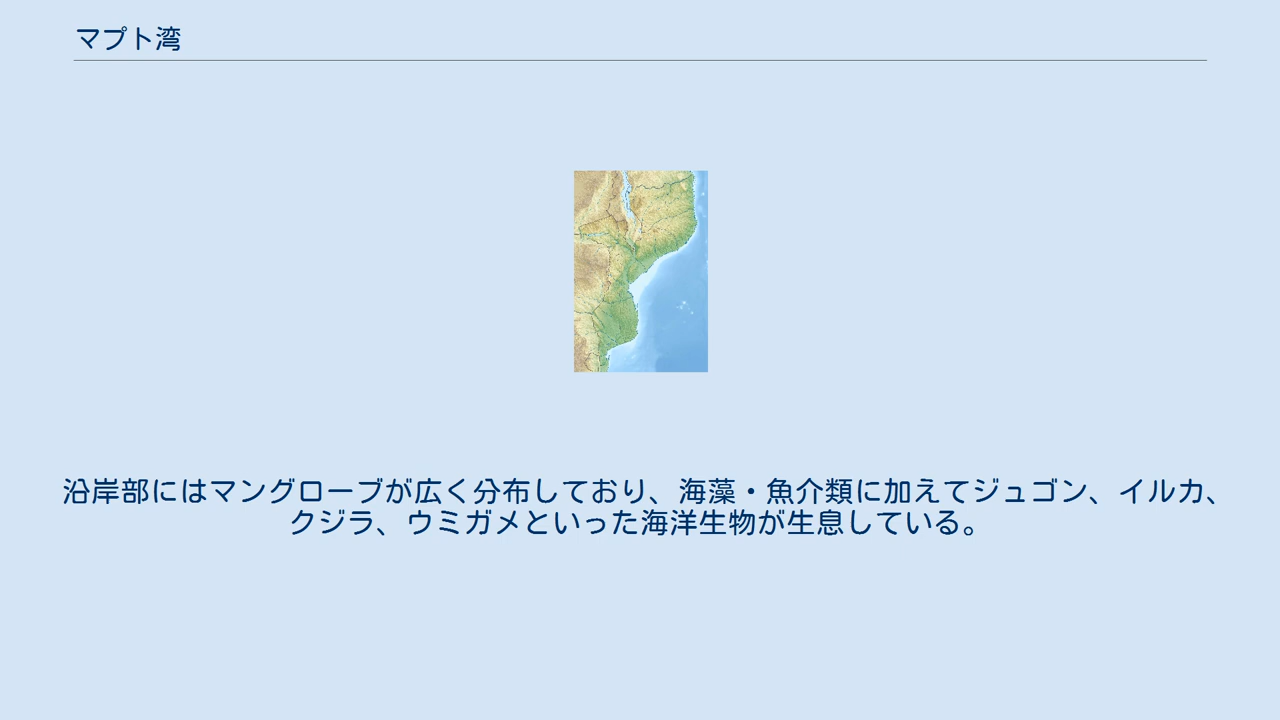 マプト湾
沿岸部にはマングローブが広く分布しており、海藻・魚介類に加えてジュゴン、イルカ、
クジラ、ウミガメといった海洋生物が生息している。